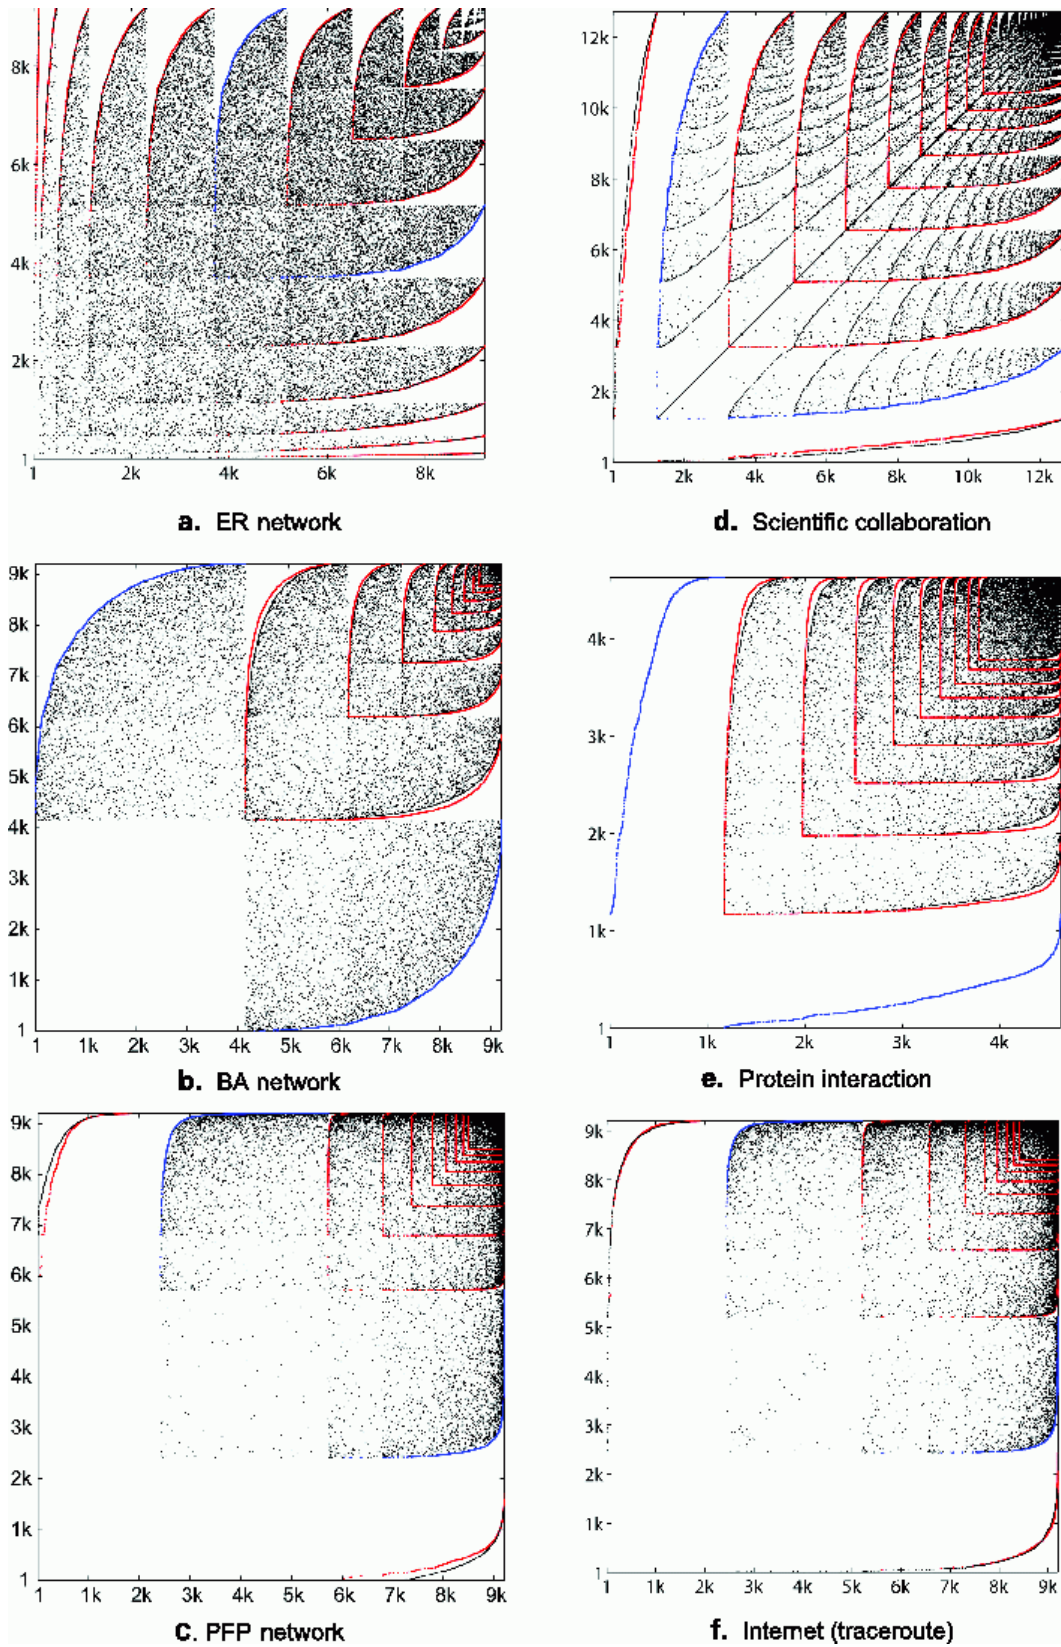 8k
6k
4k
2k
1
1 2k 4k 6k 8k
a. ER network
12k
10k
8k
6k
4k
2k
1
2k 4k 6k 8k 10k 12k
d. Scientific collaboration
9k
8k
7k
6k
5k
4k
3k
2k
1k
1
1 1k 2k 3k 4k 5k 6k 7k 8k 9k
b. BA network
4k
3k
2k
1k
1
1k 2k 3k 4k
e. Protein interaction
9k
8k
7k
6k
5k
4k
3k
2k
1k
1
1 1k 2k 3k 4k 5k 6k 7k 8k 9k
c. PFP network
9k
8k
7k
6k
5k
4k
3k
2k
1k
1
1 1k 2k 3k 4k 5k 6k 7k 8k 9k
f. Internet (traceroute)